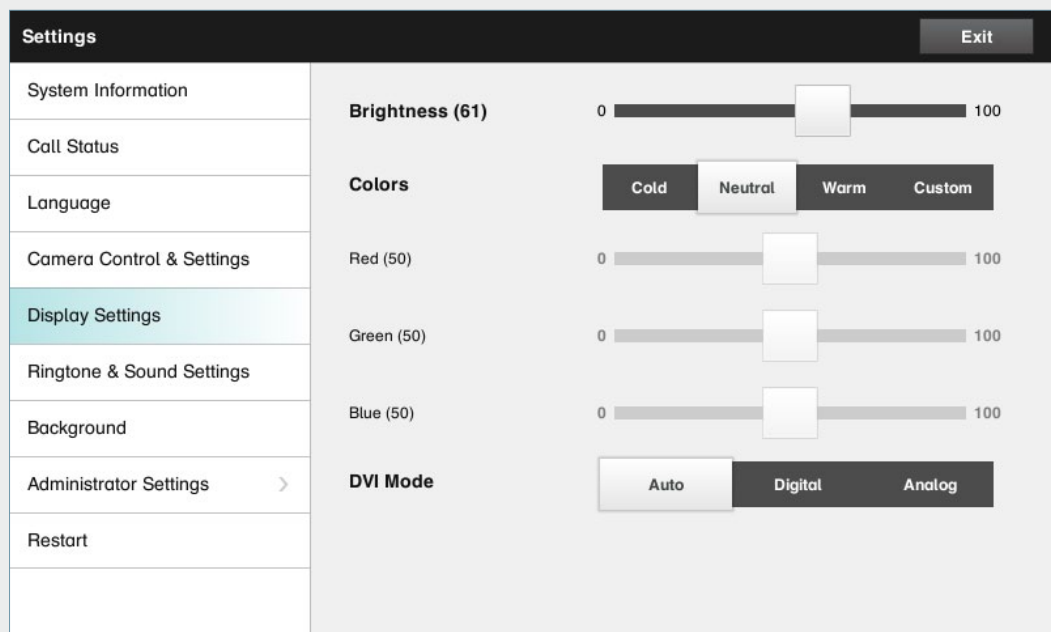 Settings
Exit
System Information
Call Status
Language
Camera Control & Settings
Display Settings
Ringtone & Sound Settings
Background
Administrator Settings
Restart
Brightness (61)
0
100
Colors
Cold
Neutral
Warm
Custom
Red (50)
0
100
Green (50)
0
100
Blue (50)
0
100
DVI Mode
Auto
Digital
Analog